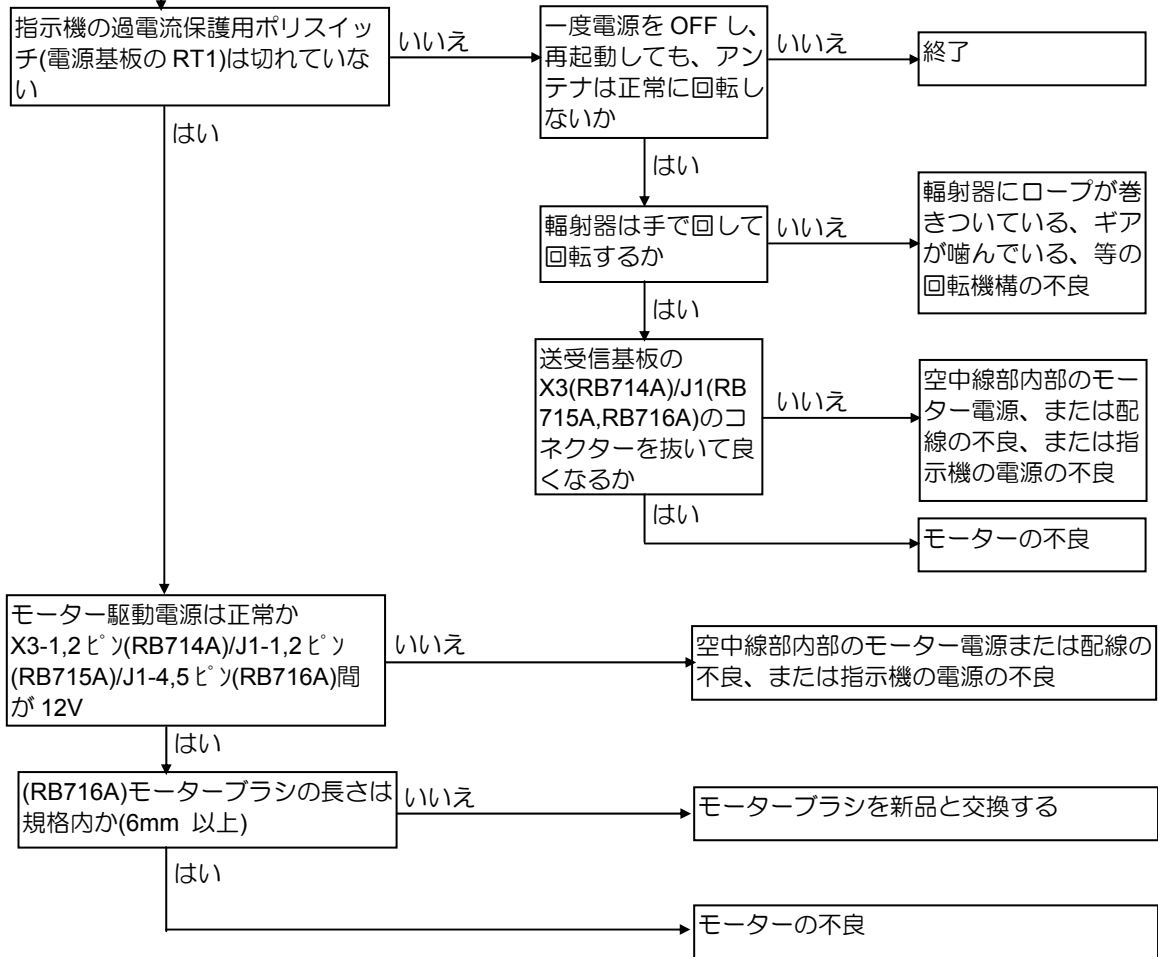 指示機の過電流保護用ポリスイッ
チ(電源基板の RT1)は切れていな
い
いいえ
一度電源を OFF し、
再起動しても、アン
テナは正常に回転し
ないか
いいえ
終了
はい
はい
輻射器は手で回して
回転するか
いいえ
輻射器にロープが巻
きついている、ギア
が噛んでいる、等の
回転機構の不良
はい
送受信基板の
X3(RB714A)/J1(RB
715A,RB716A)のコ
ネクターを抜いて良
くなるか
いいえ
空中線部内部のモー
ター電源、または配
線の不良、または指
示機の電源の不良
はい
モーターの不良
モーター駆動電源は正常か
X3-1,2ﾋﾟﾝ(RB714A)/J1-1,2ﾋﾟﾝ
(RB715A)/J1-4,5ﾋﾟﾝ(RB716A)間
が 12V
いいえ
空中線部内部のモーター電源または配線の
不良、または指示機の電源の不良
はい
(RB716A)モーターブラシの長さは
規格内か(6mm 以上)
いいえ
モーターブラシを新品と交換する
はい
モーターの不良